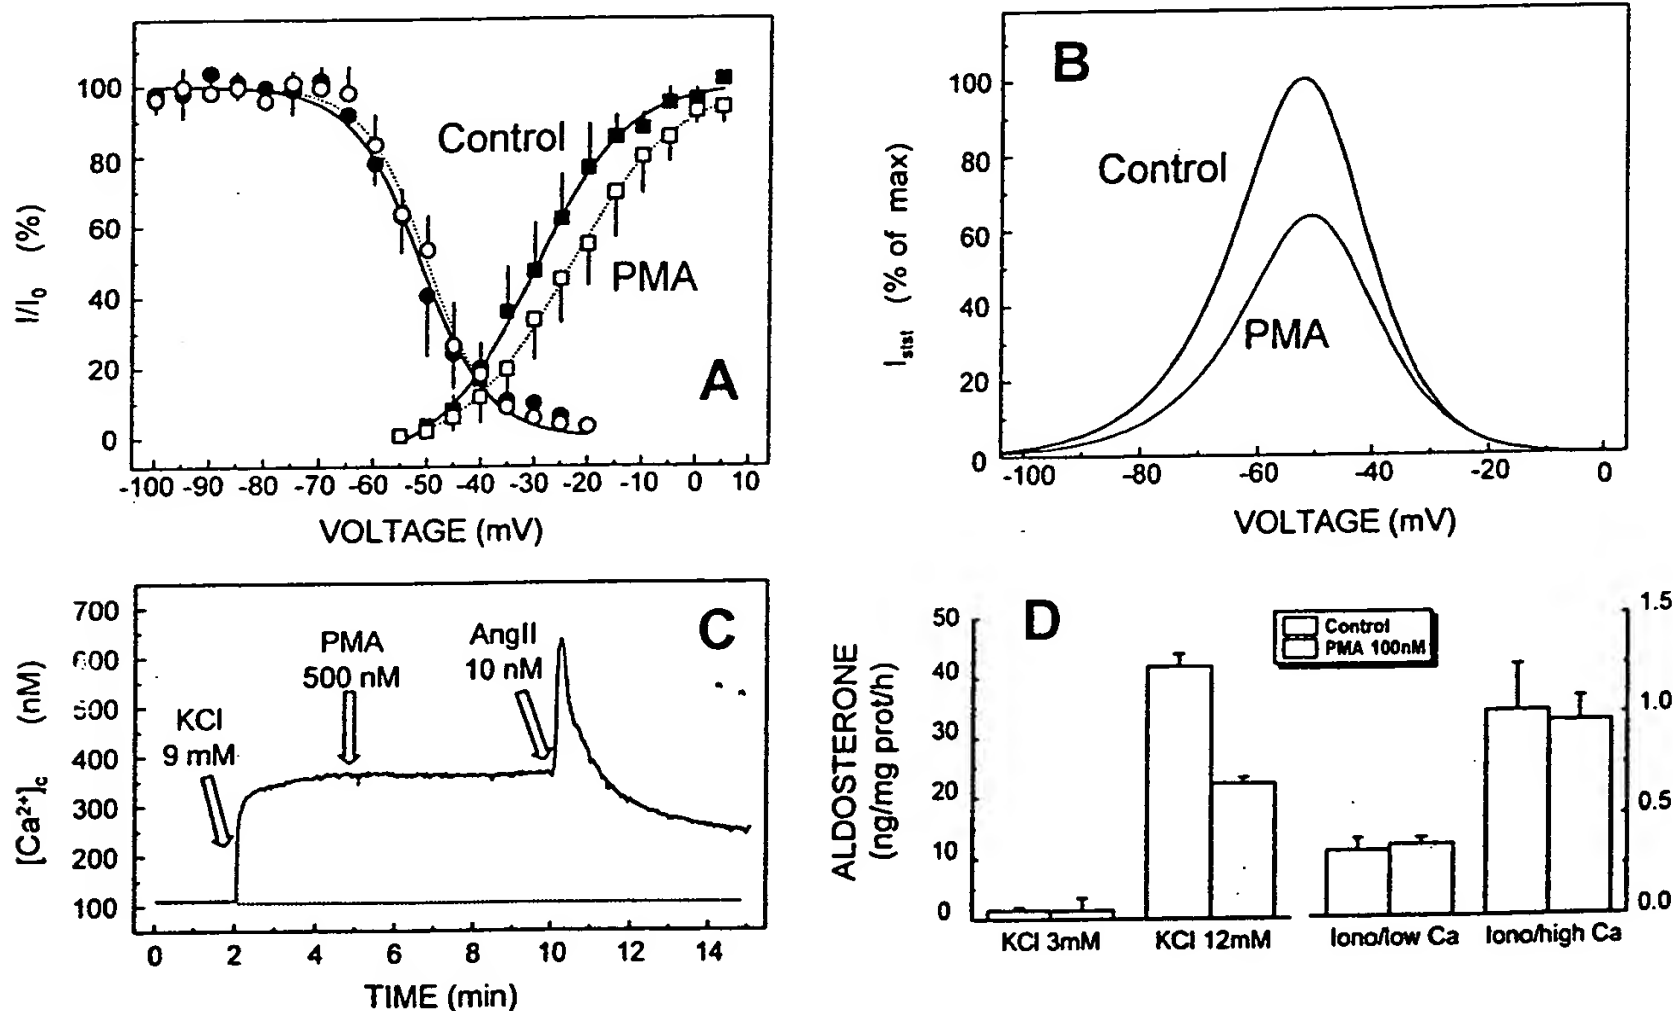 I/I₀ (%)
100
80
60
40
20
0
Control
PMA
A
-100 -90 -80 -70 -60 -50 -40 -30 -20 -10 0 10
VOLTAGE (mV)
I stst (% of max)
100
80
60
40
20
0
B
Control
PMA
-100 -80 -60 -40 -20 0
VOLTAGE (mV)
[Ca²⁺]c (nM)
700
600
500
400
300
200
100
C
KCl
9 mM
PMA
500 nM
AngII
10 nM
0 2 4 6 8 10 12 14
TIME (min)
ALDOSTERONE
(ng/mg prot/h)
50
40
30
20
10
0
D
Control
PMA 100nM
1.5
1.0
0.5
0.0
KCl 3mM KCl 12mM Iono/low Ca Iono/high Ca